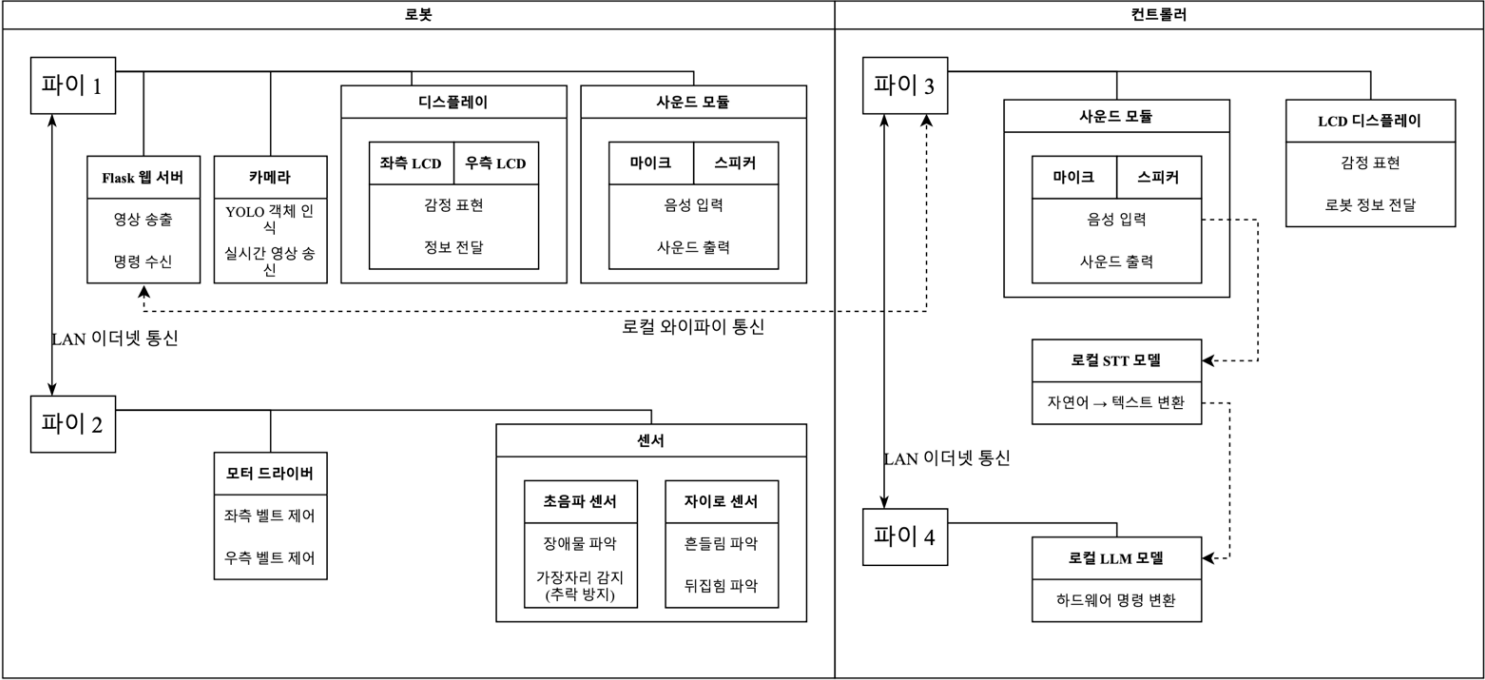 로봇
컨트롤러
파이 1
Flask 웹 서버
영상 송출
명령 수신
카메라
YOLO 객체 인
식
실시간 영상 송
신
디스플레이
좌측 LCD
우측 LCD
감정 표현
정보 전달
사운드 모듈
마이크
스피커
음성 입력
사운드 출력
LAN 이더넷 통신
로컬 와이파이 통신
파이 2
모터 드라이버
좌측 벨트 제어
우측 벨트 제어
센서
초음파 센서
장애물 파악
가장자리 감지
(추락 방지)
자이로 센서
흔들림 파악
뒤집힘 파악
파이 3
사운드 모듈
마이크
스피커
음성 입력
사운드 출력
LCD 디스플레이
감정 표현
로봇 정보 전달
로컬 STT 모델
자연어 → 텍스트 변환
LAN 이더넷 통신
파이 4
로컬 LLM 모델
하드웨어 명령 변환